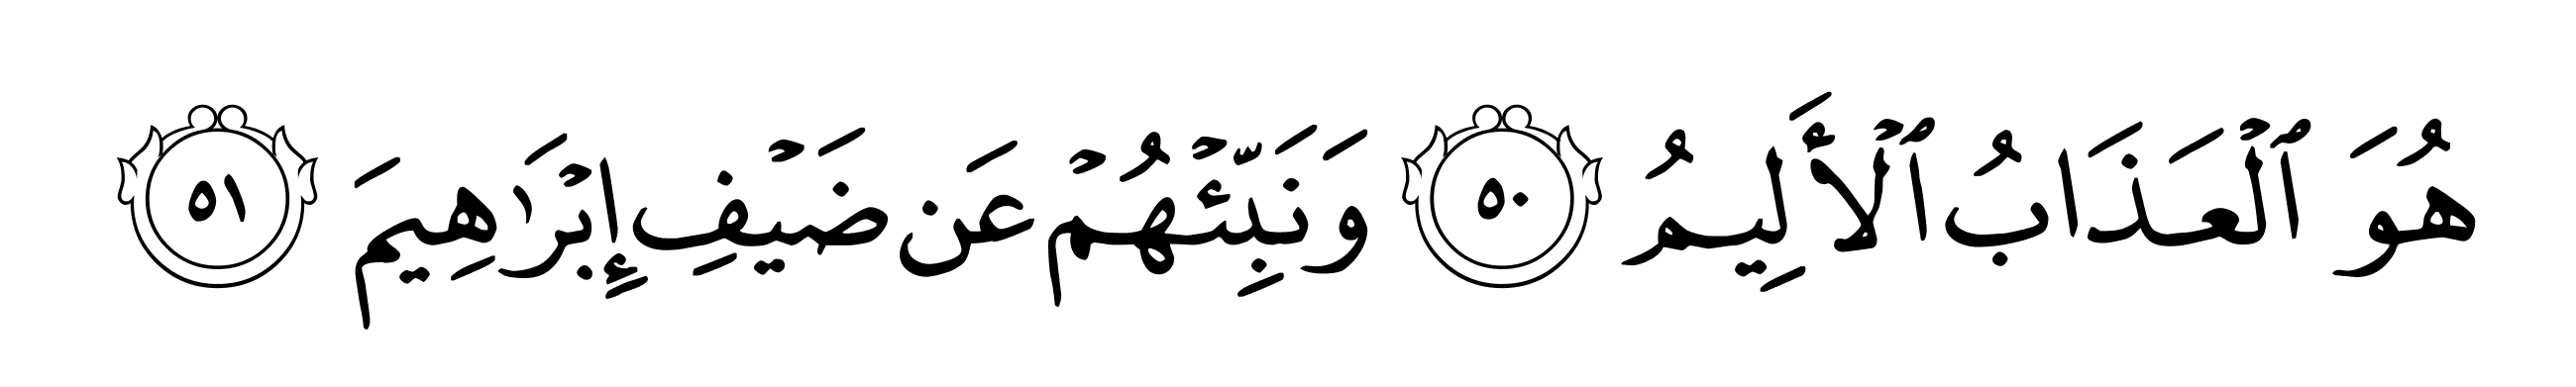 هُوَ ٱلْعَذَابُ ٱلْأَلِيمُ ٥٠ وَنَبِّئْهُمْ عَن ضَيْفِ إِبْرَٰهِيمَ ٥١